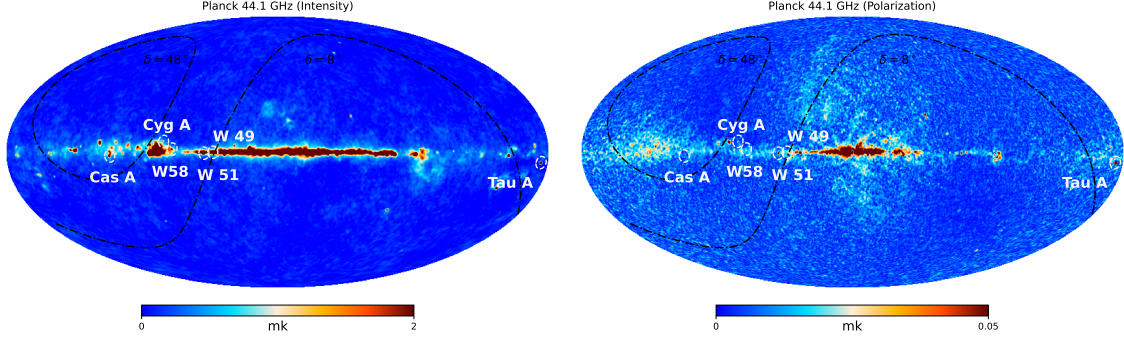 Planck 44.1 GHz (Intensity)
δ = 48°
δ = 8°
Cyg A
W 49
Cas A
W58
W 51
Tau A
0
mk
2
Planck 44.1 GHz (Polarization)
δ = 48°
δ = 8°
Cyg A
W 49
Cas A
W58
W 51
Tau A
0
mk
0.05